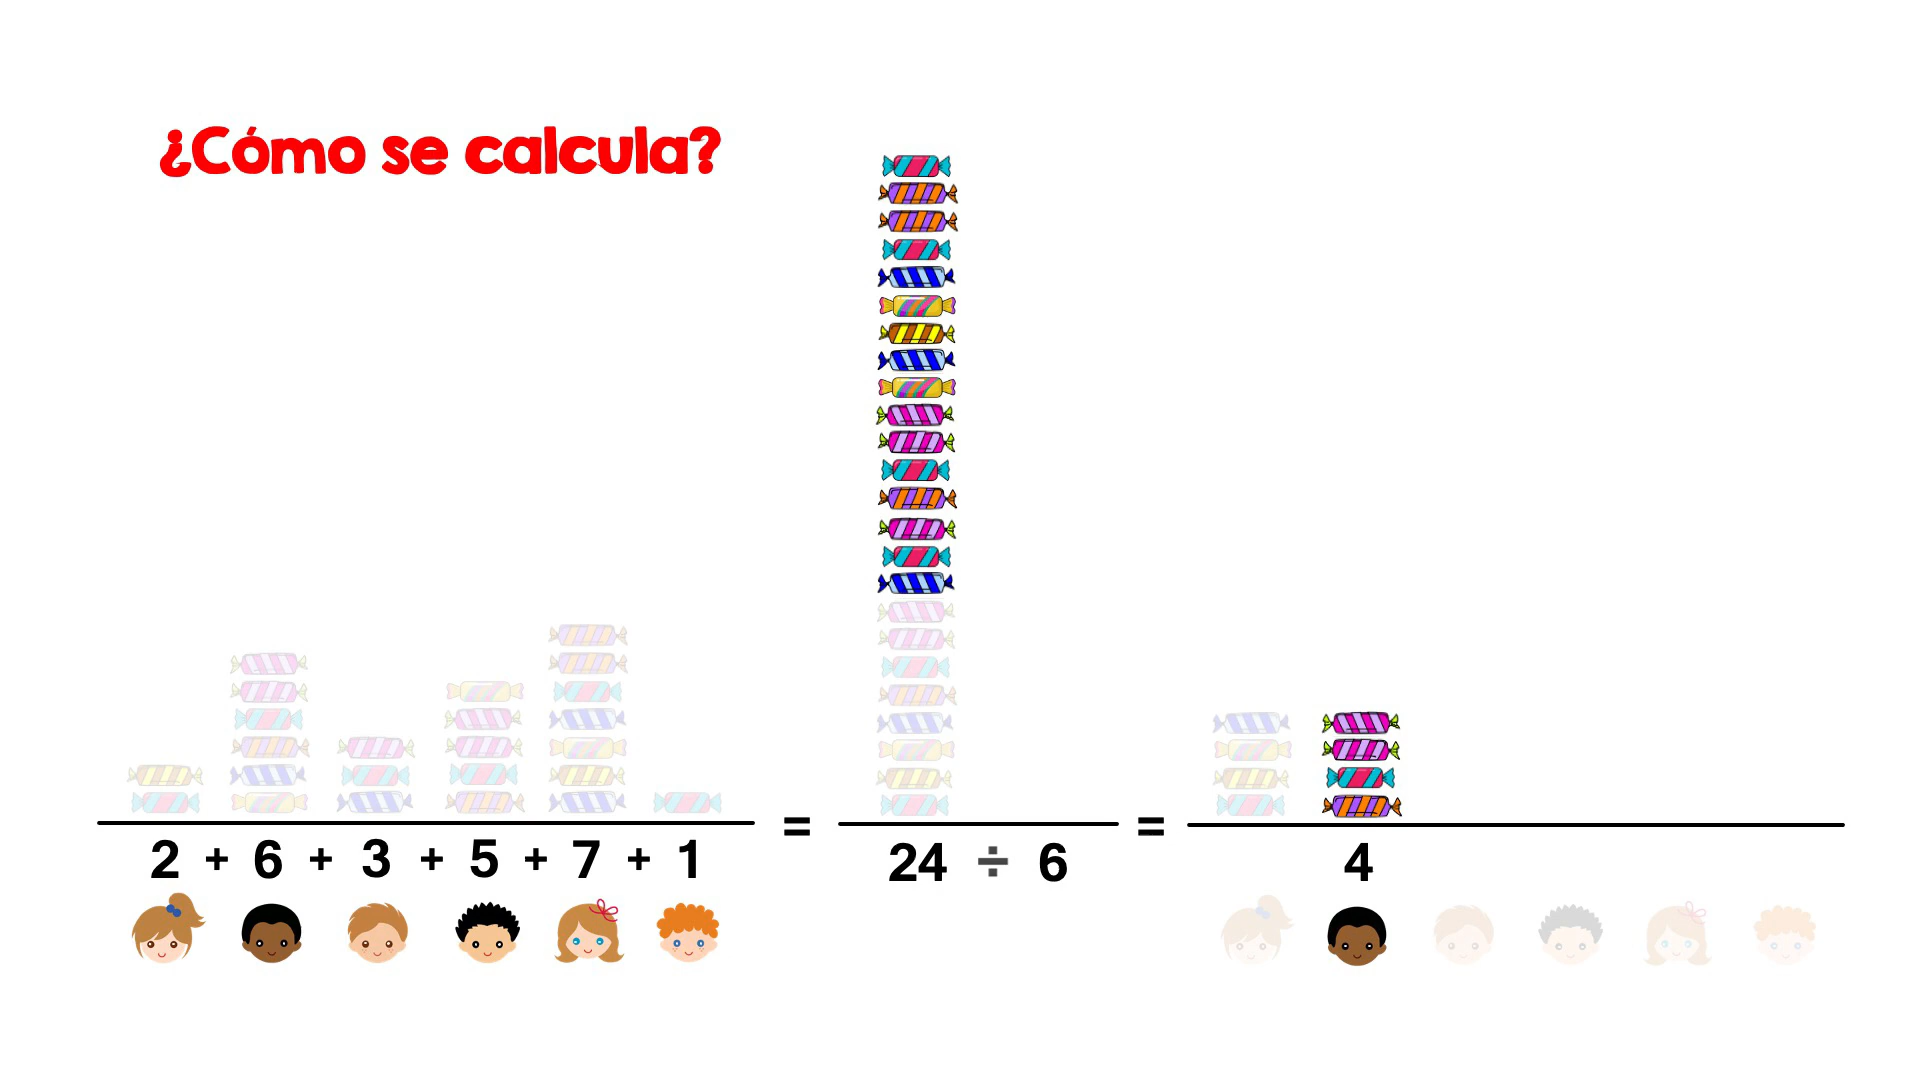 ¿Cómo se calcula?
2 + 6 + 3 + 5 + 7 + 1 = 24 ÷ 6 = 4